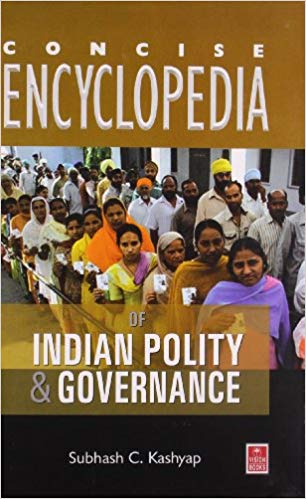 CONCISE
ENCYCLOPEDIA
OF
INDIAN POLITY
& GOVERNANCE
Subhash C. Kashyap
VISION
BOOKS